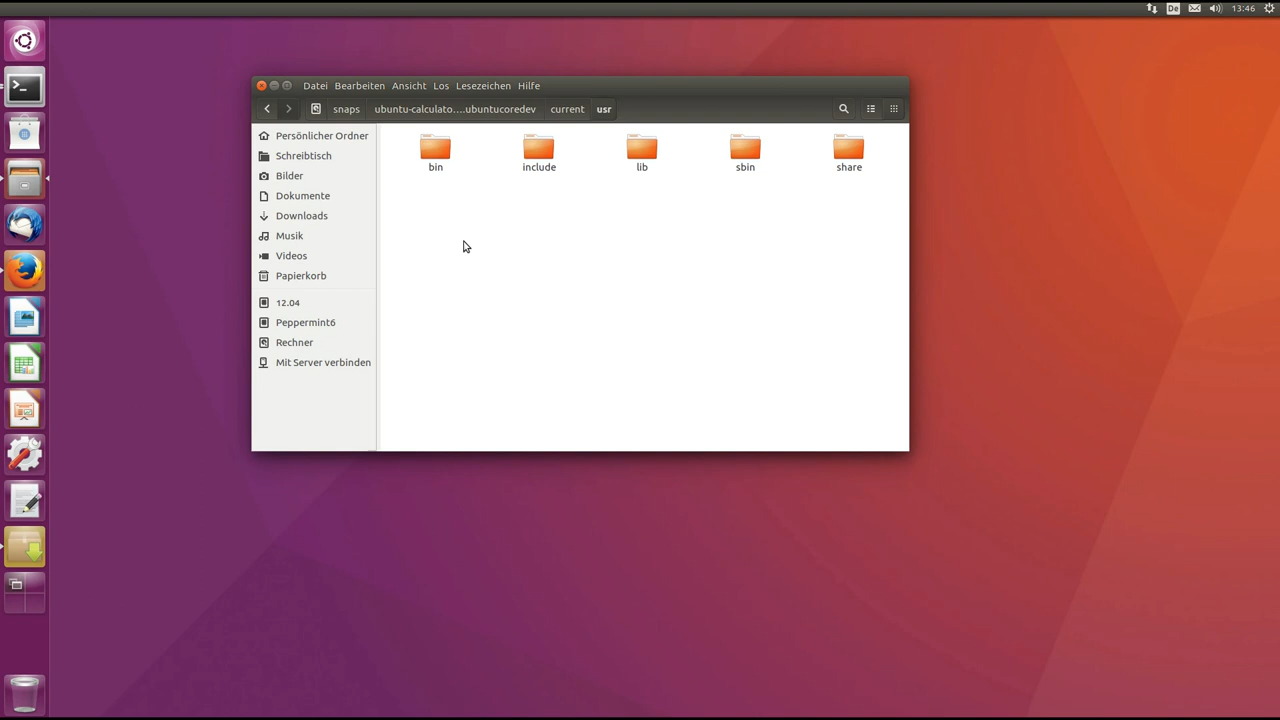 De 13:46
Datei Bearbeiten Ansicht Los Lesezeichen Hilfe
snaps ubuntu-calculato....ubuntucoredev current usr
Persönlicher Ordner
Schreibtisch
Bilder
Dokumente
Downloads
Musik
Videos
Papierkorb
12.04
Peppermint6
Rechner
Mit Server verbinden
bin include lib sbin share